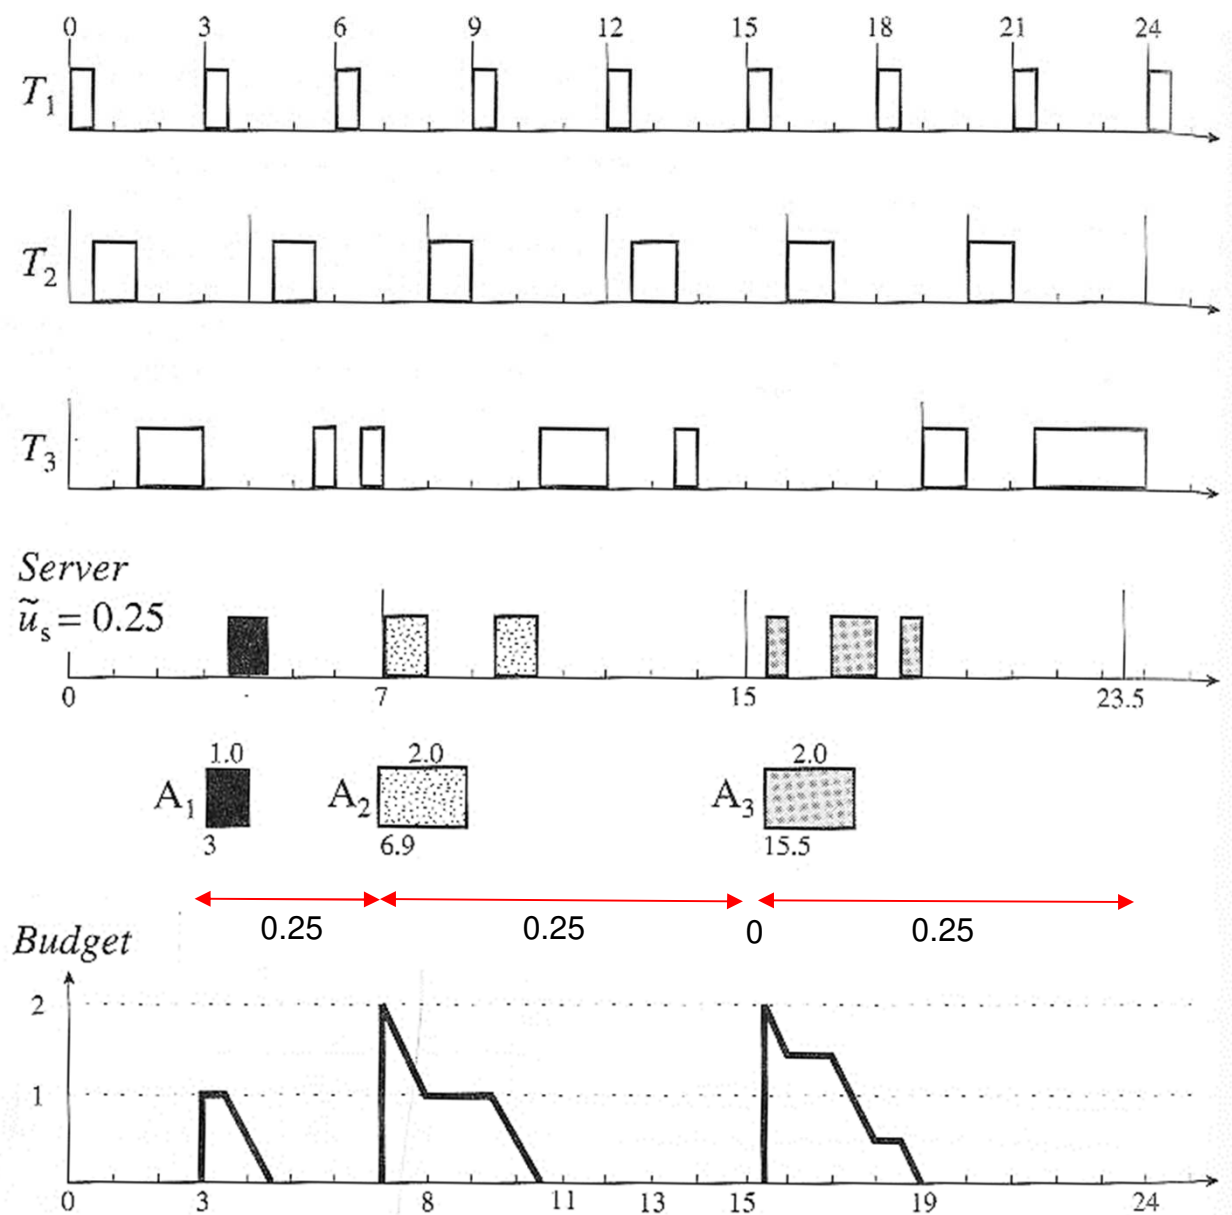 0 3 6 9 12 15 18 21 24
T1
T2
T3
Server
ũs = 0.25
0 7 15 23.5
1.0 2.0 2.0
A1 A2 A3
3 6.9 15.5
0.25 0.25 0 0.25
Budget
2
1
0 3 8 11 13 15 19 24